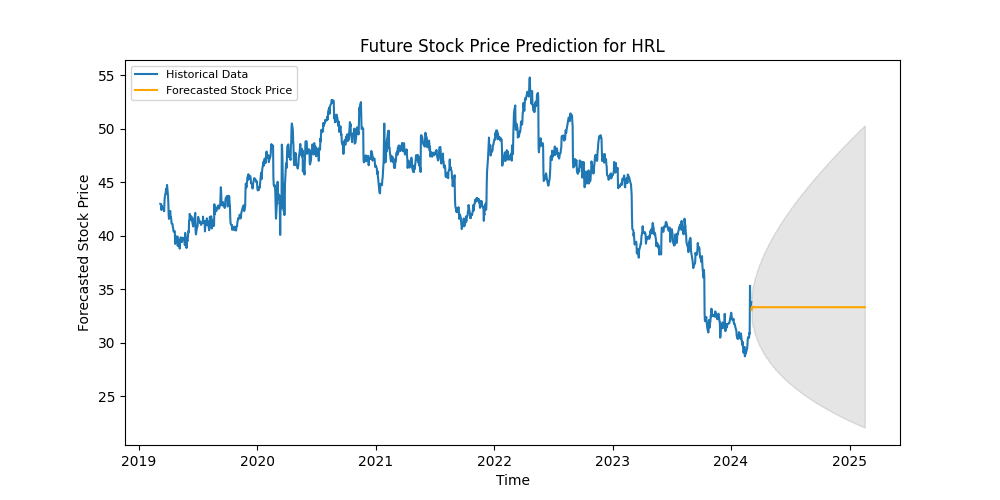 Future Stock Price Prediction for HRL
Historical Data
Forecasted Stock Price
Forecasted Stock Price
55
50
45
40
35
30
25
2019
2020
2021
2022
2023
2024
2025
Time